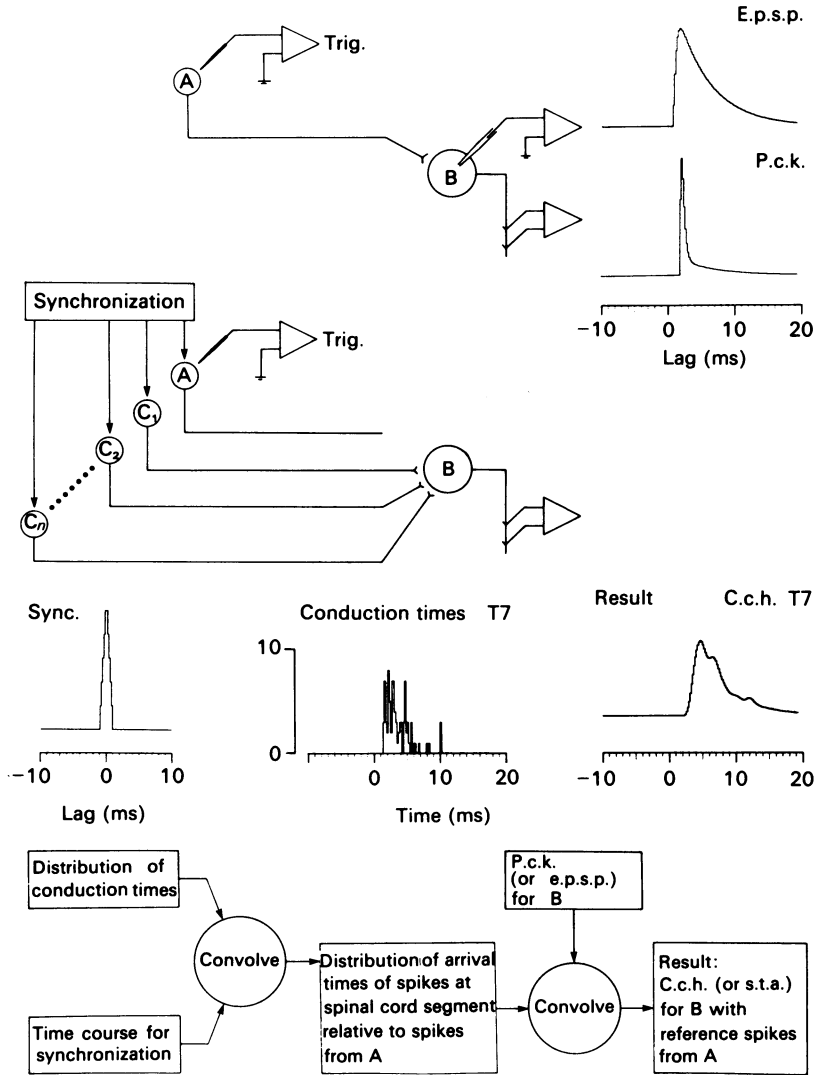 E.p.s.p.
A
Trig.
B
P.c.k.
−10 0 10 20
Lag (ms)
Synchronization
Trig.
A
C1
C2
Cn
B
Sync.
−10 0 10
Lag (ms)
Conduction times T7
10
0
0 10 20
Time (ms)
Result C.c.h. T7
−10 0 10 20
Lag (ms)
Distribution of
conduction times
Time course for
synchronization
Convolve
Distribution of arrival
times of spikes at
spinal cord segment
relative to spikes
from A
P.c.k.
(or e.p.s.p.)
for B
Convolve
Result:
C.c.h. (or s.t.a.)
for B with
reference spikes
from A